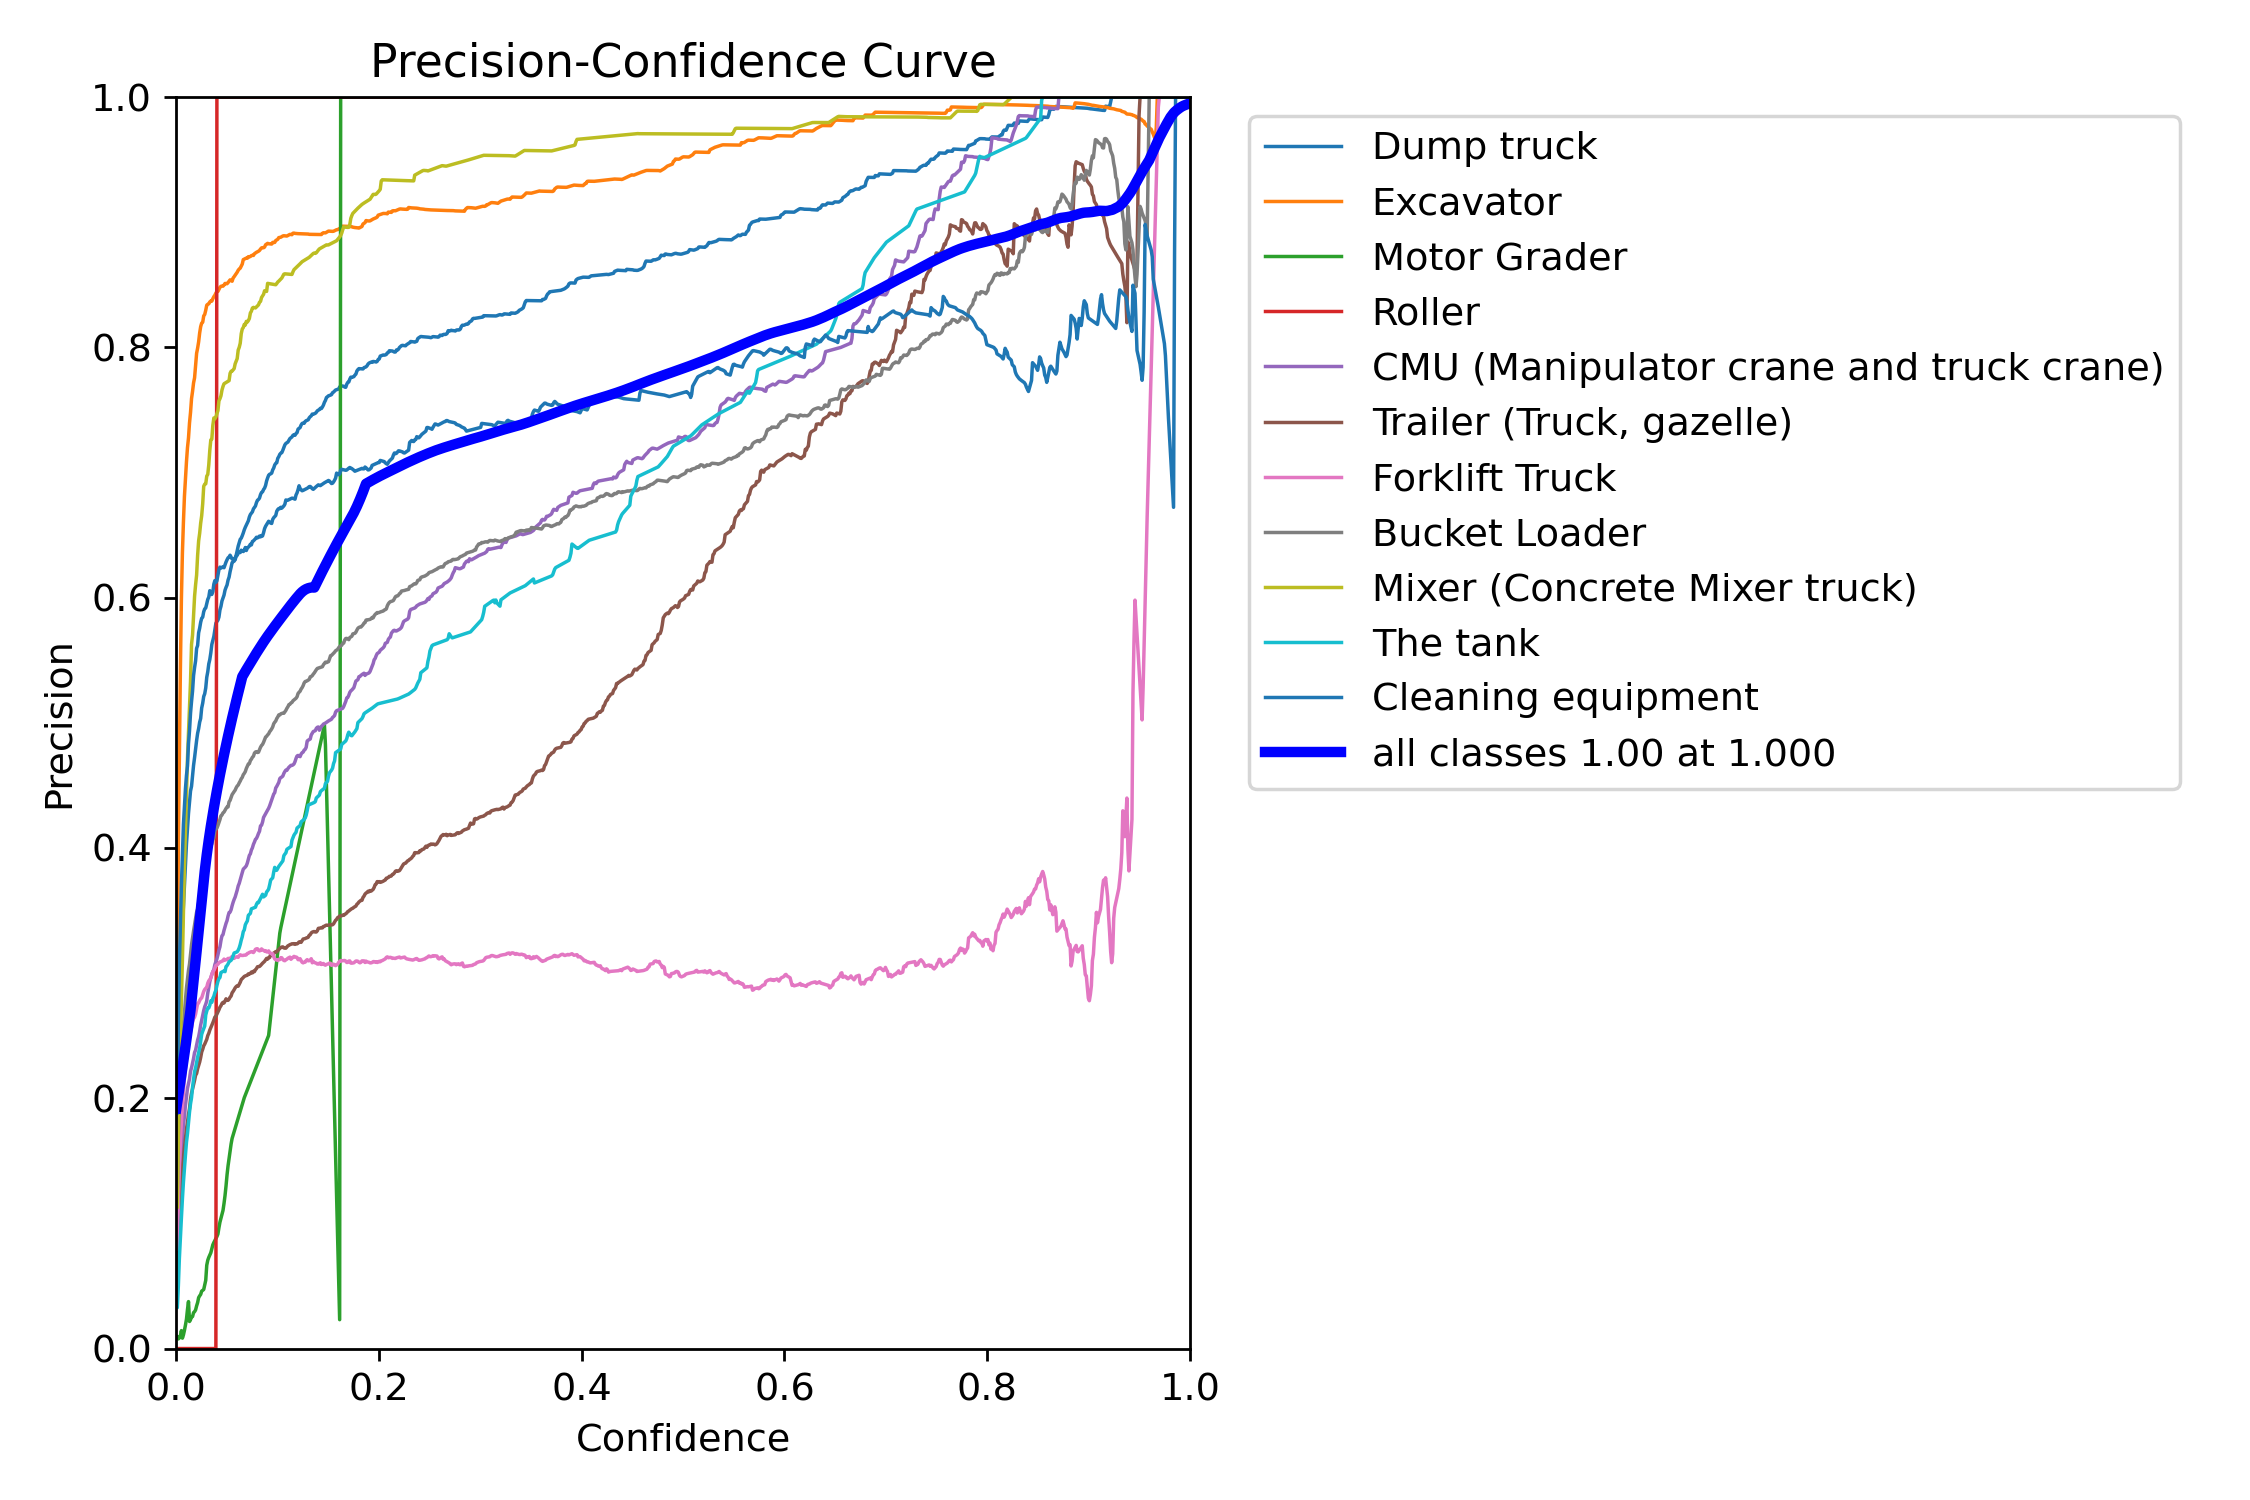 Precision-Confidence Curve
1.0
0.8
0.6
0.4
0.2
0.0
Precision
0.0 0.2 0.4 0.6 0.8 1.0
Confidence
Dump truck
Excavator
Motor Grader
Roller
CMU (Manipulator crane and truck crane)
Trailer (Truck, gazelle)
Forklift Truck
Bucket Loader
Mixer (Concrete Mixer truck)
The tank
Cleaning equipment
all classes 1.00 at 1.000